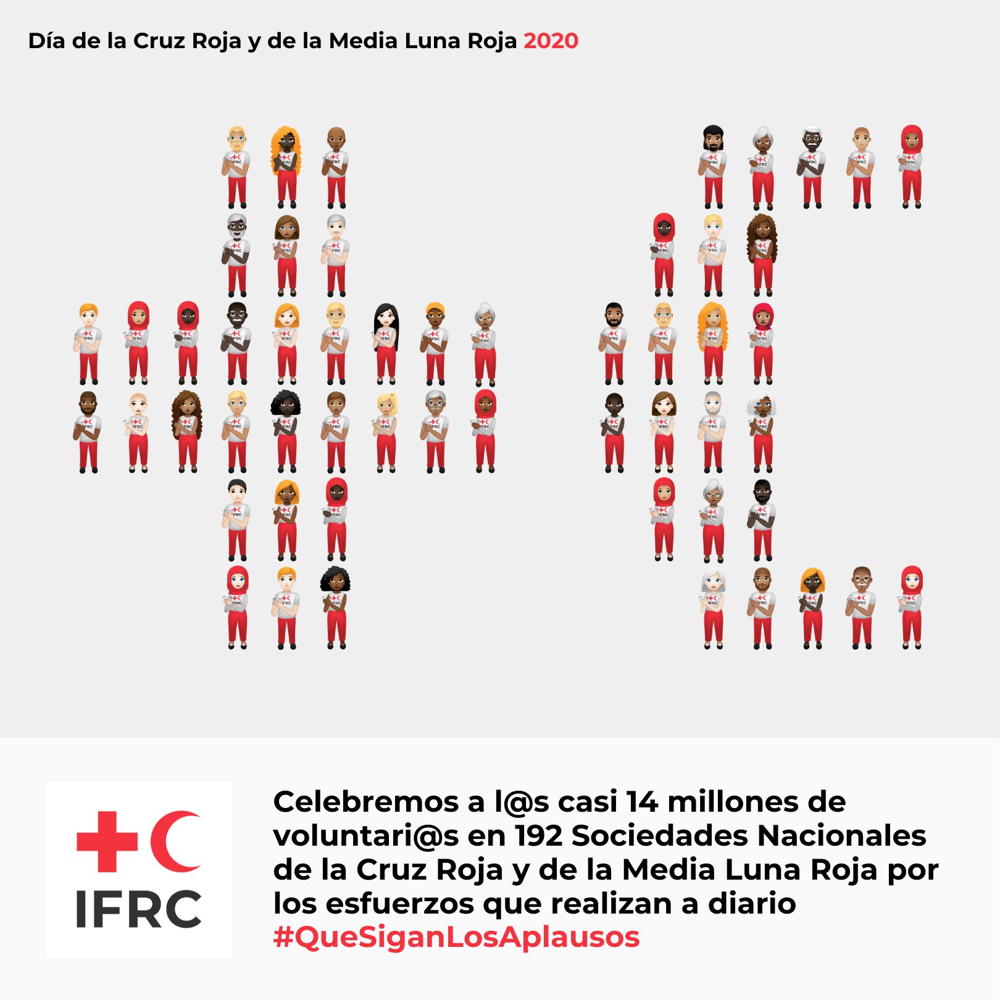 Día de la Cruz Roja y de la Media Luna Roja 2020
IFRC
Celebremos a l@s casi 14 millones de
voluntari@s en 192 Sociedades Nacionales
de la Cruz Roja y de la Media Luna Roja por
los esfuerzos que realizan a diario
#QueSiganLosAplausos